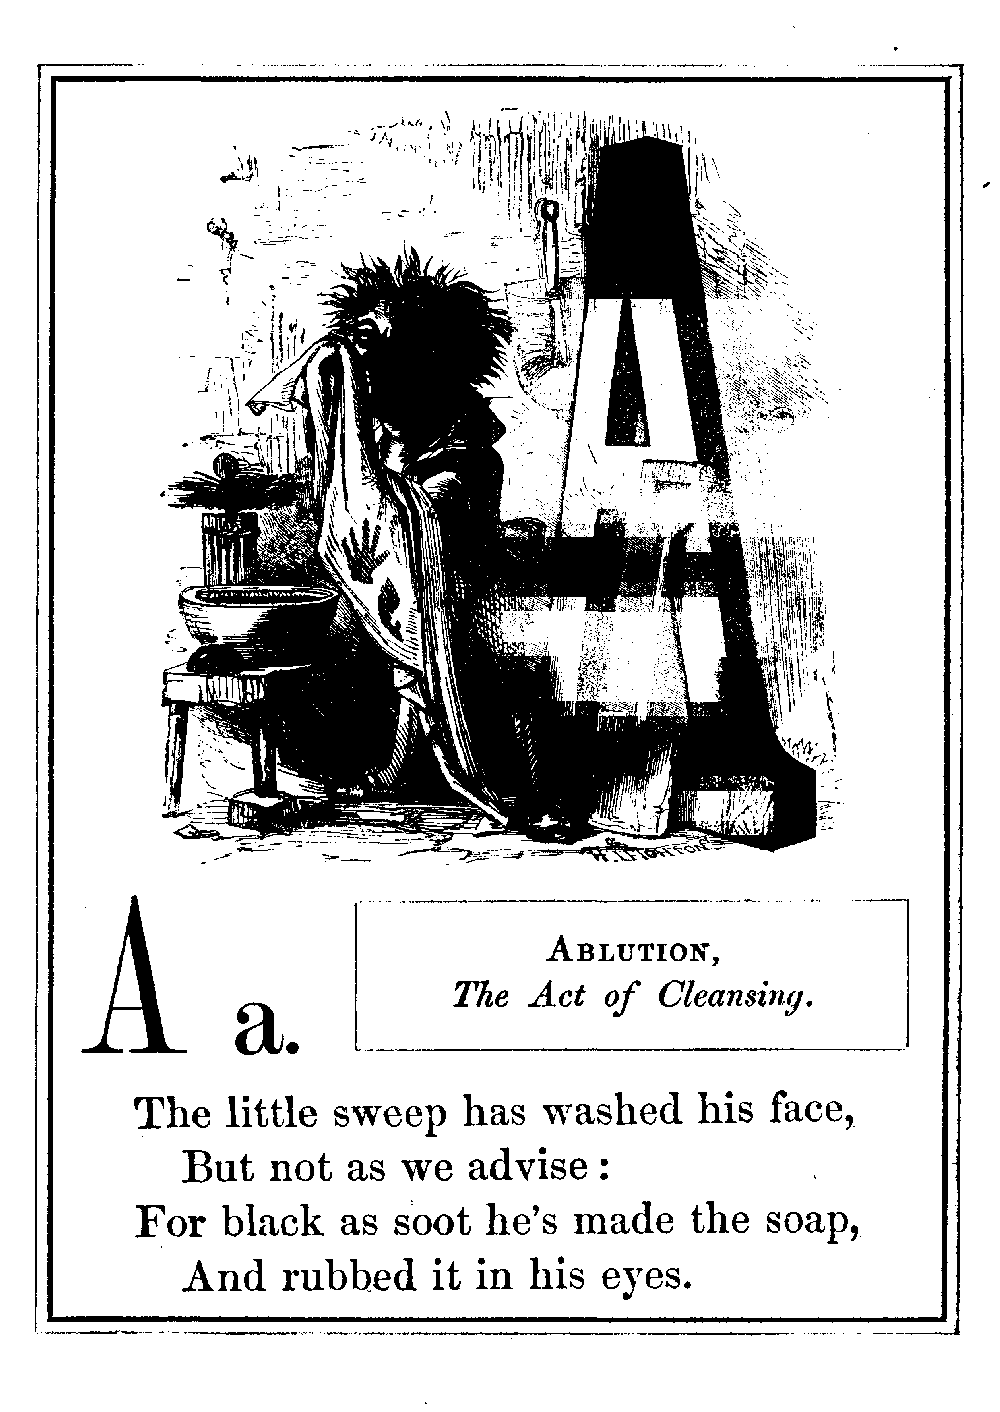 A
A a.
ABLUTION,
The Act of Cleansing.
The little sweep has washed his face,
But not as we advise :
For black as soot he's made the soap,
And rubbed it in his eyes.